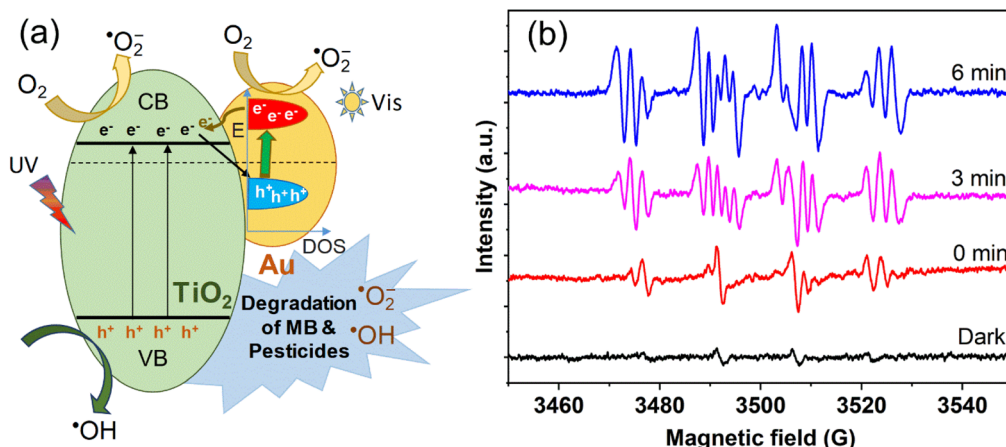 (a)
•O₂⁻
O₂
CB
e⁻ e⁻ e⁻ e⁻
e⁻
UV
O₂
•O₂⁻
Vis
E
e⁻ e⁻ e⁻
h⁺ h⁺ h⁺
DOS
Au
TiO₂
h⁺ h⁺ h⁺ h⁺
VB
•OH
Degradation
of MB &
Pesticides
•O₂⁻
•OH
(b)
6 min
3 min
0 min
Dark
Intensity (a.u.)
3460 3480 3500 3520 3540
Magnetic field (G)